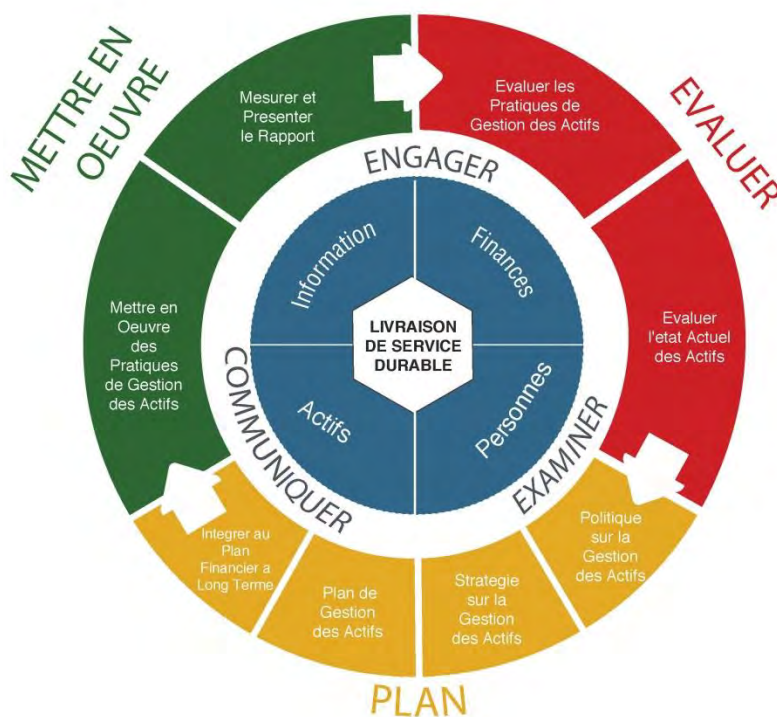 METTRE EN
OEUVRE
Mesurer et
Presenter
le Rapport
Evaluer les
Pratiques de
Gestion des Actifs
EVALUER
Evaluer
l'etat Actuel
des Actifs
Politique
sur la
Gestion
des Actifs
Strategie
sur la
Gestion
des Actifs
Plan de
Gestion
des Actifs
Integrer au
Plan
Financier a
Long Terme
PLAN
Mettre en
Oeuvre
des
Pratiques
de Gestion
des Actifs
ENGAGER
EXAMINER
COMMUNIQUER
Information
Finances
Personnes
Actifs
LIVRAISON
DE SERVICE
DURABLE